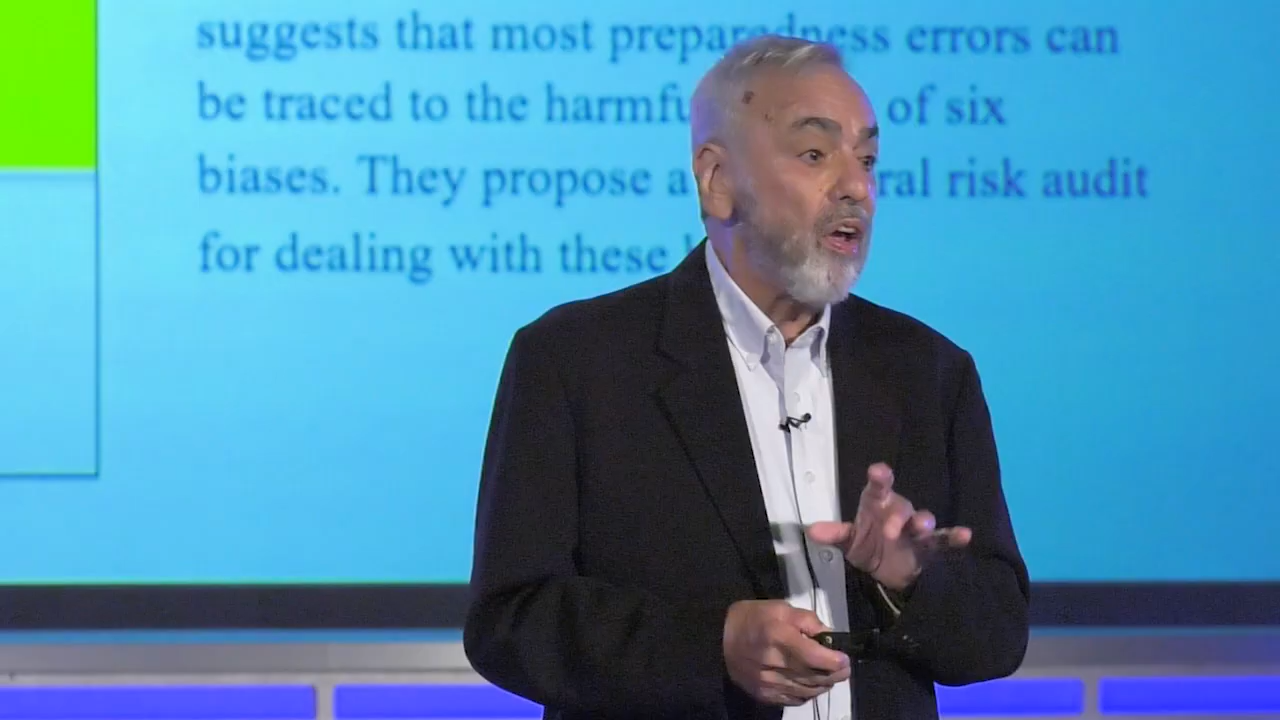 suggests that most preparedness errors can
be traced to the of six
biases. They propose a risk audit
for dealing with these